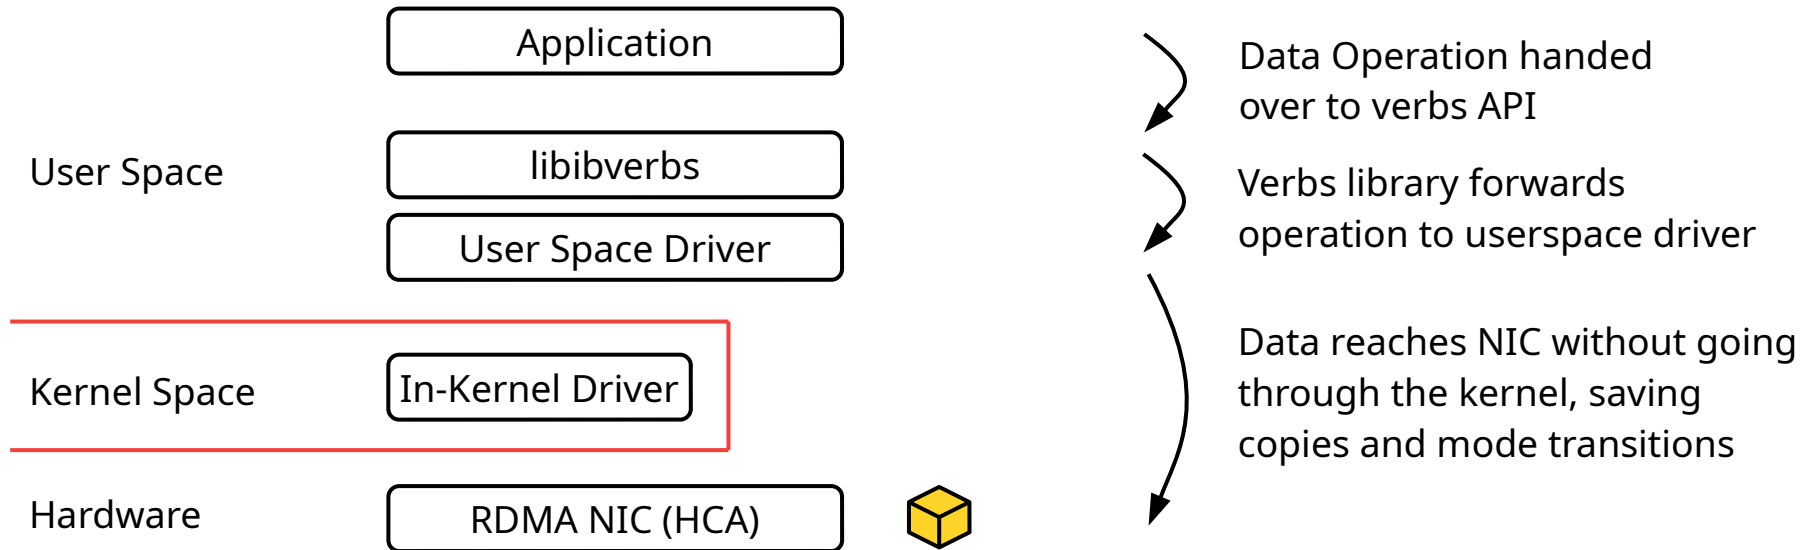 Application
Data Operation handed
over to verbs API
User Space
libibverbs
Verbs library forwards
operation to userspace driver
User Space Driver
Kernel Space
In-Kernel Driver
Data reaches NIC without going
through the kernel, saving
copies and mode transitions
Hardware
RDMA NIC (HCA)